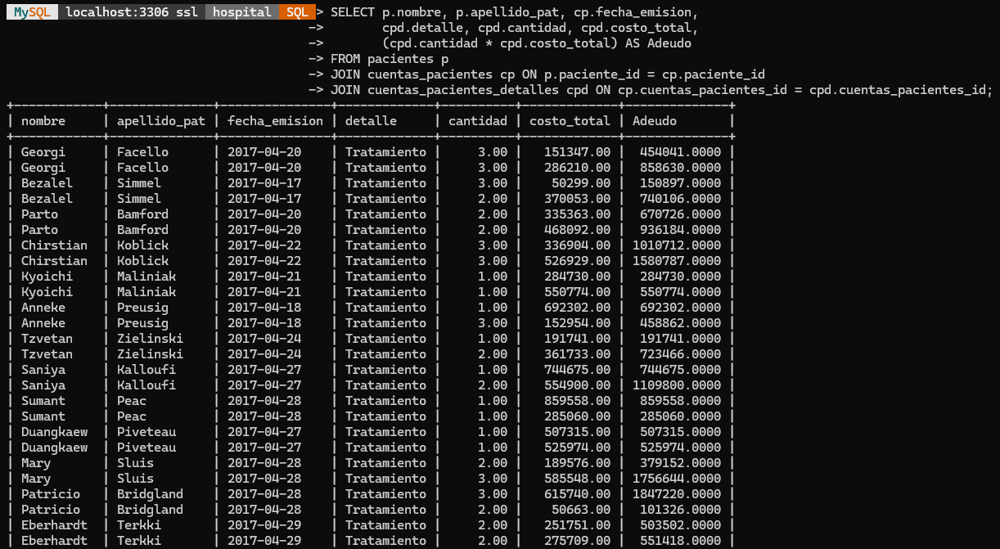 MySQL localhost:3306 ssl hospital SQL > SELECT p.nombre, p.apellido_pat, cp.fecha_emision,
-> cpd.detalle, cpd.cantidad, cpd.costo_total,
-> (cpd.cantidad * cpd.costo_total) AS Adeudo
-> FROM pacientes p
-> JOIN cuentas_pacientes cp ON p.paciente_id = cp.paciente_id
-> JOIN cuentas_pacientes_detalles cpd ON cp.cuentas_pacientes_id = cpd.cuentas_pacientes_id;
+------------+--------------+---------------+-------------+----------+-------------+--------------+
| nombre | apellido_pat | fecha_emision | detalle | cantidad | costo_total | Adeudo |
+------------+--------------+---------------+-------------+----------+-------------+--------------+
| Georgi | Facello | 2017-04-20 | Tratamiento | 3.00 | 151347.00 | 454041.0000 |
| Georgi | Facello | 2017-04-20 | Tratamiento | 3.00 | 286210.00 | 858630.0000 |
| Bezalel | Simmel | 2017-04-17 | Tratamiento | 3.00 | 50299.00 | 150897.0000 |
| Bezalel | Simmel | 2017-04-17 | Tratamiento | 2.00 | 370053.00 | 740106.0000 |
| Parto | Bamford | 2017-04-20 | Tratamiento | 2.00 | 335363.00 | 670726.0000 |
| Parto | Bamford | 2017-04-20 | Tratamiento | 2.00 | 468092.00 | 936184.0000 |
| Chirstian | Koblick | 2017-04-22 | Tratamiento | 3.00 | 336904.00 | 1010712.0000 |
| Chirstian | Koblick | 2017-04-22 | Tratamiento | 3.00 | 526929.00 | 1580787.0000 |
| Kyoichi | Maliniak | 2017-04-21 | Tratamiento | 1.00 | 284730.00 | 284730.0000 |
| Kyoichi | Maliniak | 2017-04-21 | Tratamiento | 1.00 | 550774.00 | 550774.0000 |
| Anneke | Preusig | 2017-04-18 | Tratamiento | 1.00 | 692302.00 | 692302.0000 |
| Anneke | Preusig | 2017-04-18 | Tratamiento | 3.00 | 152954.00 | 458862.0000 |
| Tzvetan | Zielinski | 2017-04-24 | Tratamiento | 1.00 | 191741.00 | 191741.0000 |
| Tzvetan | Zielinski | 2017-04-24 | Tratamiento | 2.00 | 361733.00 | 723466.0000 |
| Saniya | Kalloufi | 2017-04-27 | Tratamiento | 1.00 | 744675.00 | 744675.0000 |
| Saniya | Kalloufi | 2017-04-27 | Tratamiento | 2.00 | 554900.00 | 1109800.0000 |
| Sumant | Peac | 2017-04-28 | Tratamiento | 1.00 | 859558.00 | 859558.0000 |
| Sumant | Peac | 2017-04-28 | Tratamiento | 1.00 | 285060.00 | 285060.0000 |
| Duangkaew | Piveteau | 2017-04-27 | Tratamiento | 1.00 | 507315.00 | 507315.0000 |
| Duangkaew | Piveteau | 2017-04-27 | Tratamiento | 1.00 | 525974.00 | 525974.0000 |
| Mary | Sluis | 2017-04-28 | Tratamiento | 2.00 | 189576.00 | 379152.0000 |
| Mary | Sluis | 2017-04-28 | Tratamiento | 3.00 | 585548.00 | 1756644.0000 |
| Patricio | Bridgland | 2017-04-28 | Tratamiento | 3.00 | 615740.00 | 1847220.0000 |
| Patricio | Bridgland | 2017-04-28 | Tratamiento | 2.00 | 50663.00 | 101326.0000 |
| Eberhardt | Terkki | 2017-04-29 | Tratamiento | 2.00 | 251751.00 | 503502.0000 |
| Eberhardt | Terkki | 2017-04-29 | Tratamiento | 2.00 | 275709.00 | 551418.0000 |